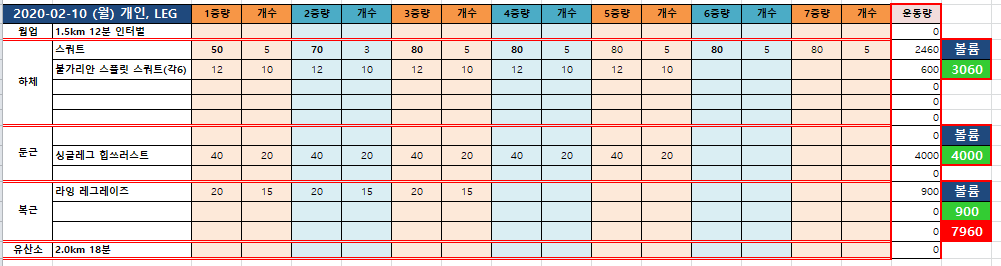 2020-02-10 (월) 개인, LEG 1중량 개수 2중량 개수 3중량 개수 4중량 개수 5중량 개수 6중량 개수 7중량 개수 운동량
웜업 1.5km 12분 인터벌 0
스쿼트 50 5 70 3 80 5 80 5 80 5 80 5 80 5 2460 볼륨
하체 불가리안 스플릿 스쿼트(각6) 12 10 12 10 12 10 12 10 12 10 600 3060
0
0
0
0 볼륨
둔근 싱글레그 힙쓰러스트 40 20 40 20 40 20 40 20 40 20 4000 4000
0
라잉 레그레이즈 20 15 20 15 20 15 900 볼륨
복근 0 900
0 7960
유산소 2.0km 18분 0